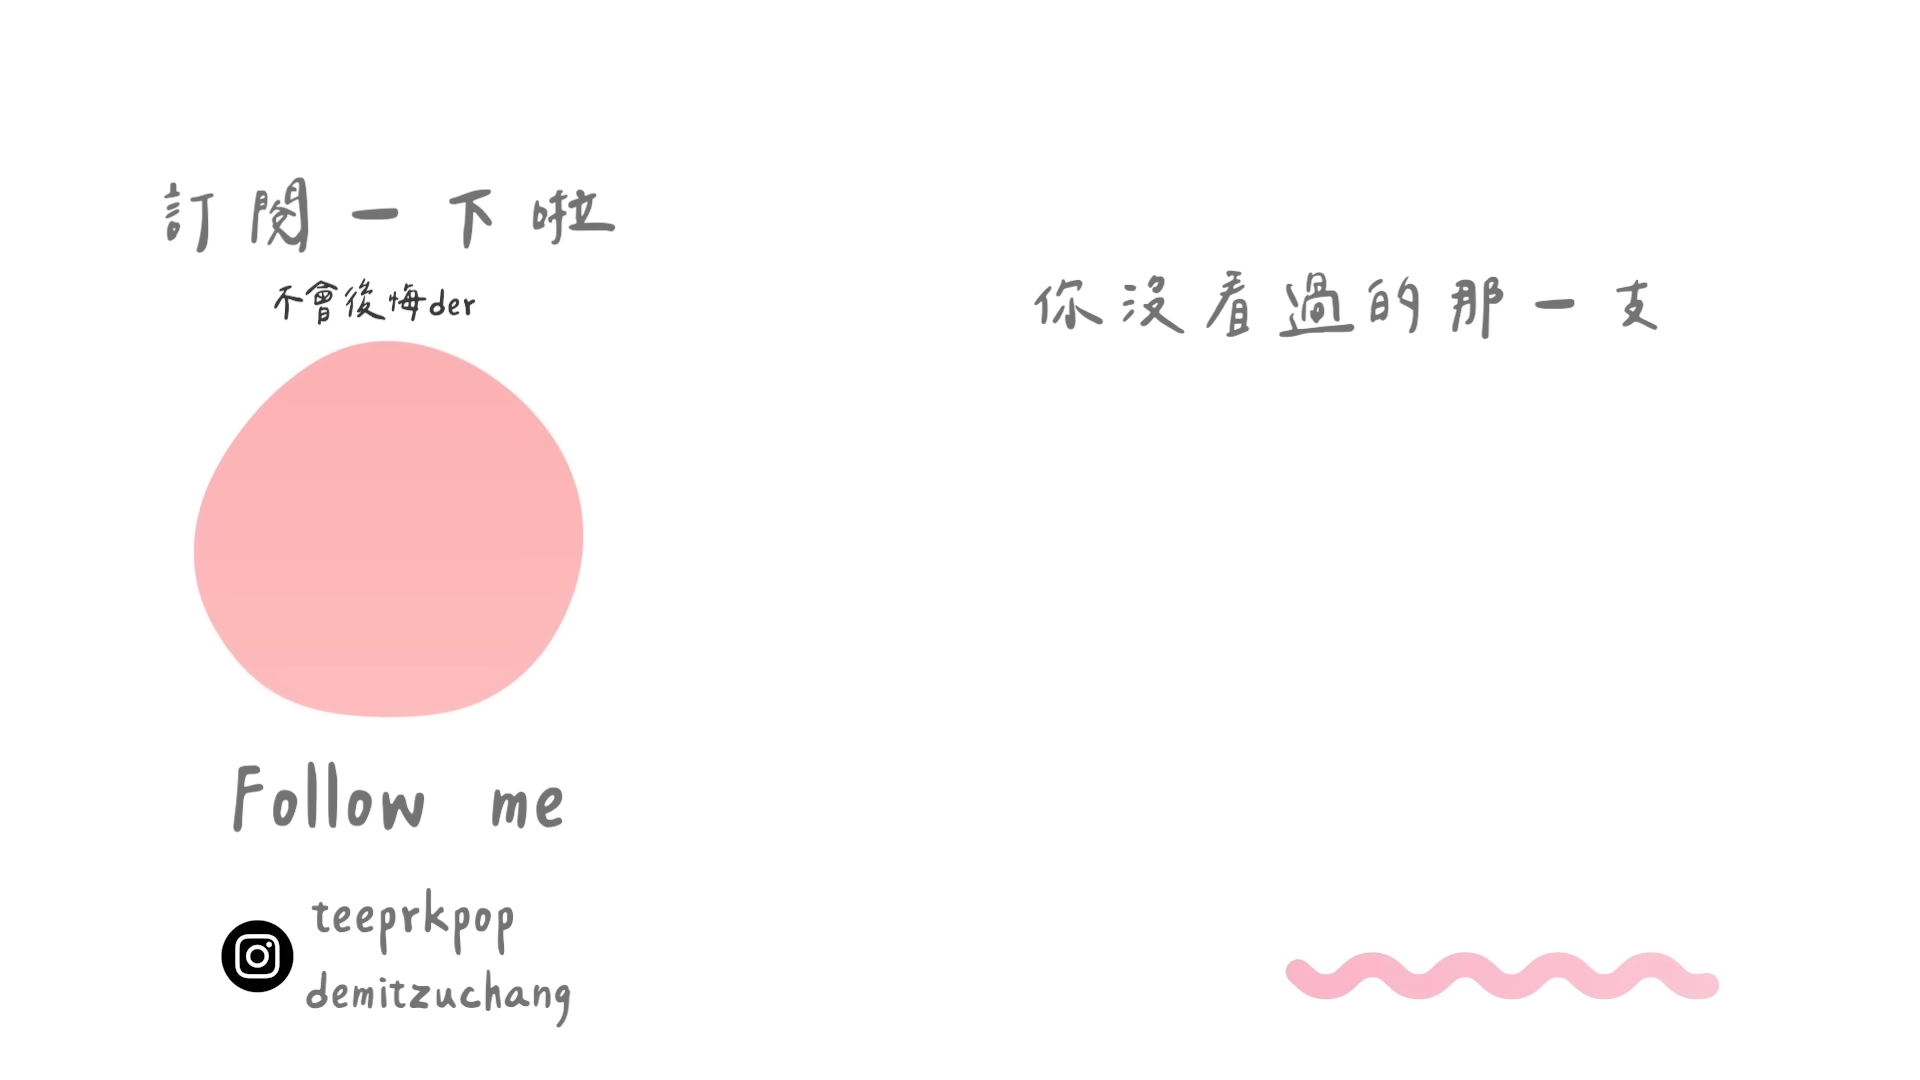 訂閱一下啦
不會後悔der
你沒看過的那一支
Follow me
teeprkpop
demitzuchang